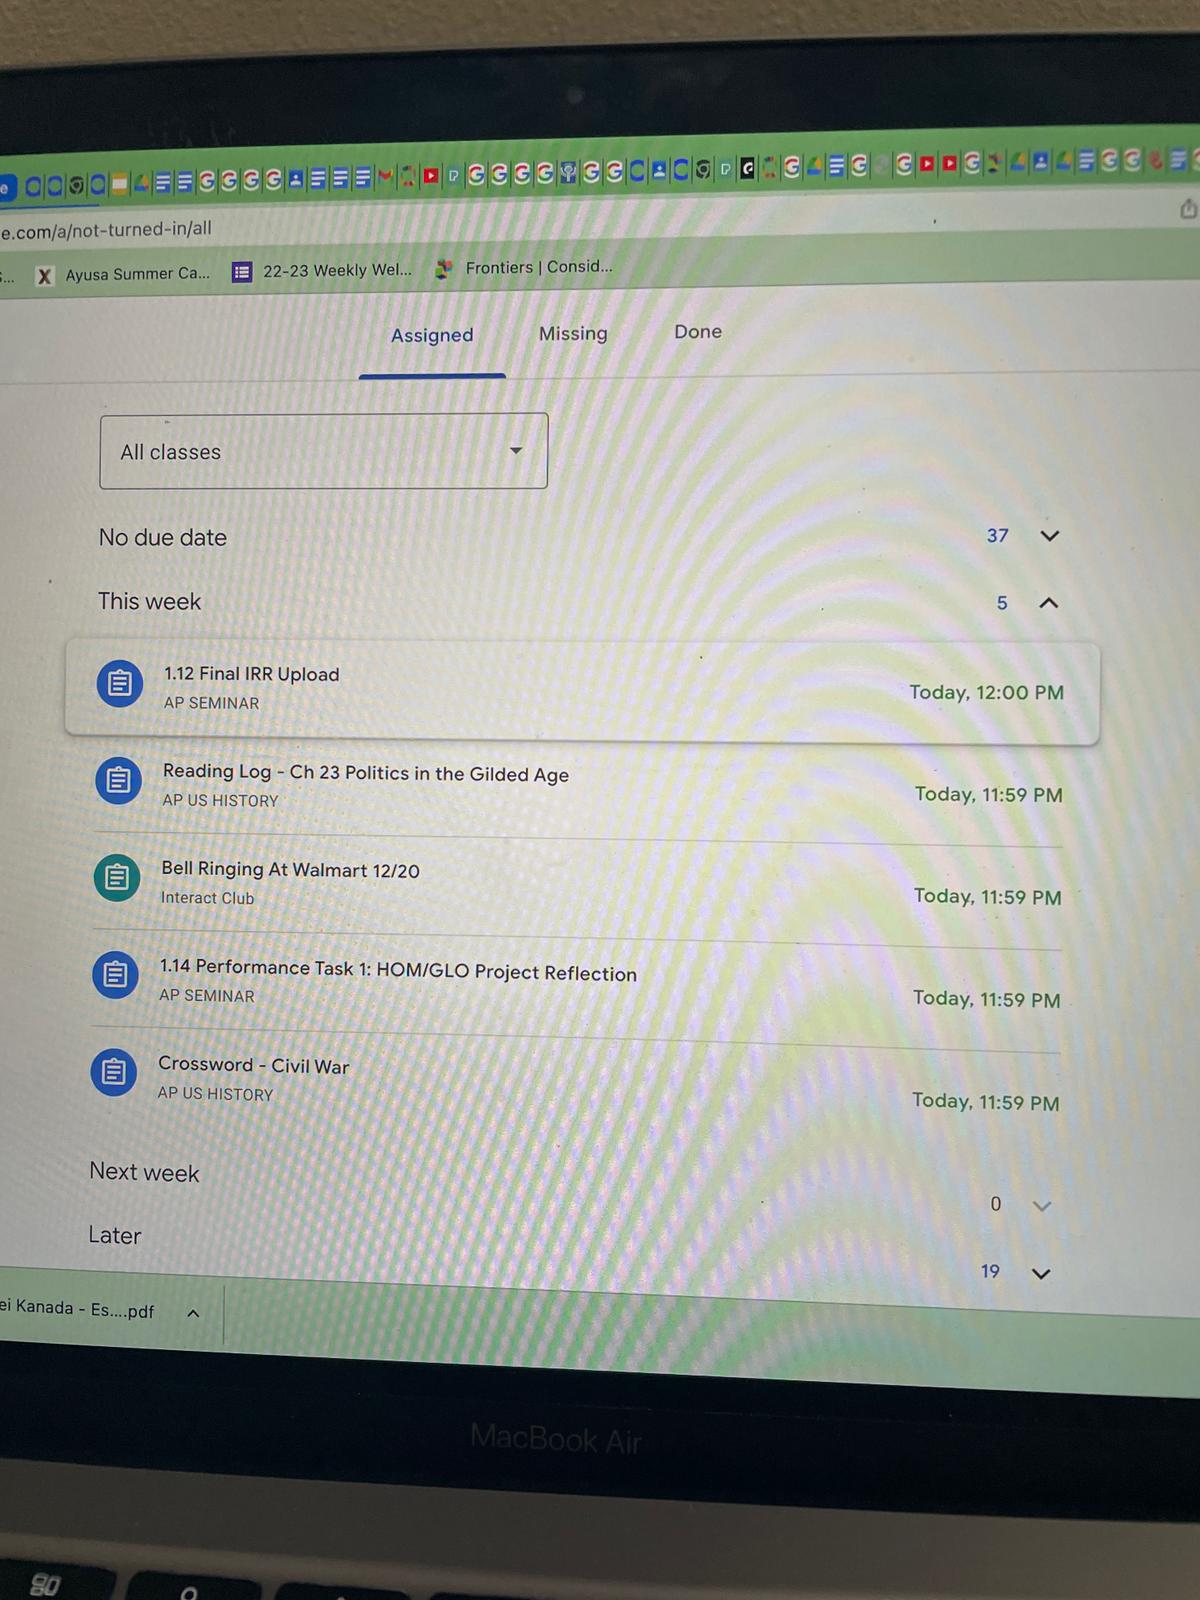 e.com/a/not-turned-in/all
Ayusa Summer Ca...
22-23 Weekly Wel...
Frontiers | Consid...
Assigned
Missing
Done
All classes
No due date
37
This week
5
1.12 Final IRR Upload
AP SEMINAR
Today, 12:00 PM
Reading Log - Ch 23 Politics in the Gilded Age
AP US HISTORY
Today, 11:59 PM
Bell Ringing At Walmart 12/20
Interact Club
Today, 11:59 PM
1.14 Performance Task 1: HOM/GLO Project Reflection
AP SEMINAR
Today, 11:59 PM
Crossword - Civil War
AP US HISTORY
Today, 11:59 PM
Next week
0
Later
19
ei Kanada - Es....pdf
MacBook Air